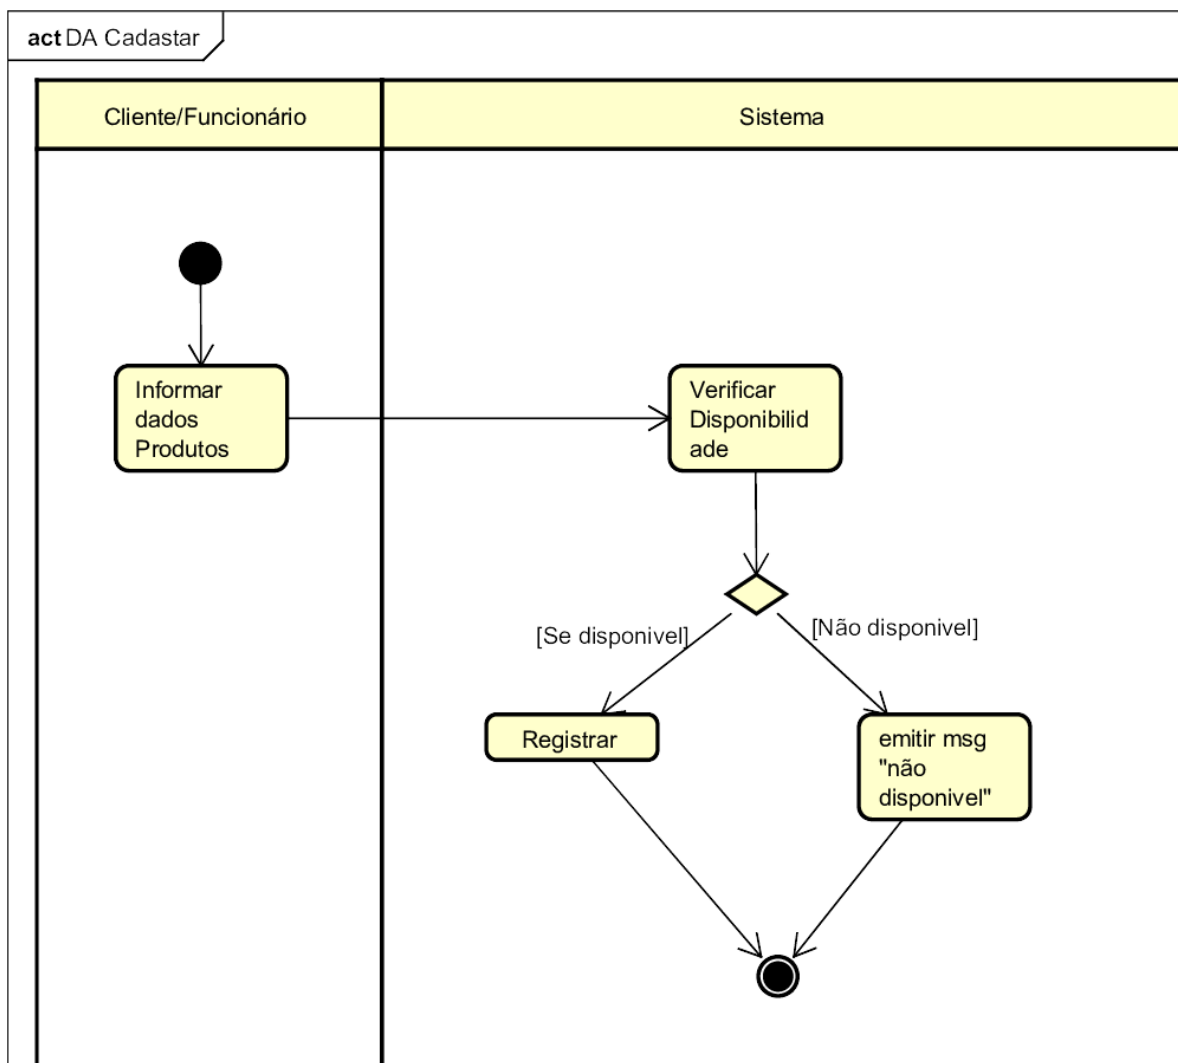 act DA Cadastar
Cliente/Funcionário
Sistema
Informar
dados
Produtos
Verificar
Disponibilid
ade
[Se disponivel]
[Não disponivel]
Registrar
emitir msg
"não
disponivel"